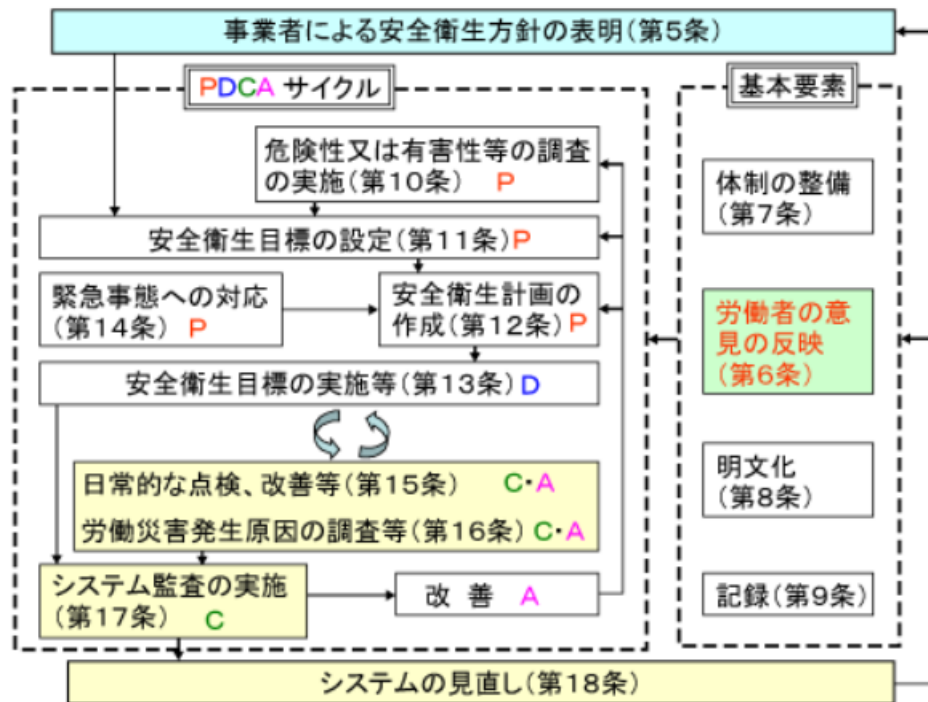 事業者による安全衛生方針の表明(第5条)
PDCA サイクル
危険性又は有害性等の調査
の実施(第10条) P
安全衛生目標の設定(第11条)P
緊急事態への対応
(第14条) P
安全衛生計画の
作成(第12条)P
安全衛生目標の実施等(第13条)D
日常的な点検、改善等(第15条) C・A
労働災害発生原因の調査等(第16条)C・A
システム監査の実施
(第17条) C
改 善 A
基本要素
体制の整備
(第7条)
労働者の意
見の反映
(第6条)
明文化
(第8条)
記録(第9条)
システムの見直し(第18条)